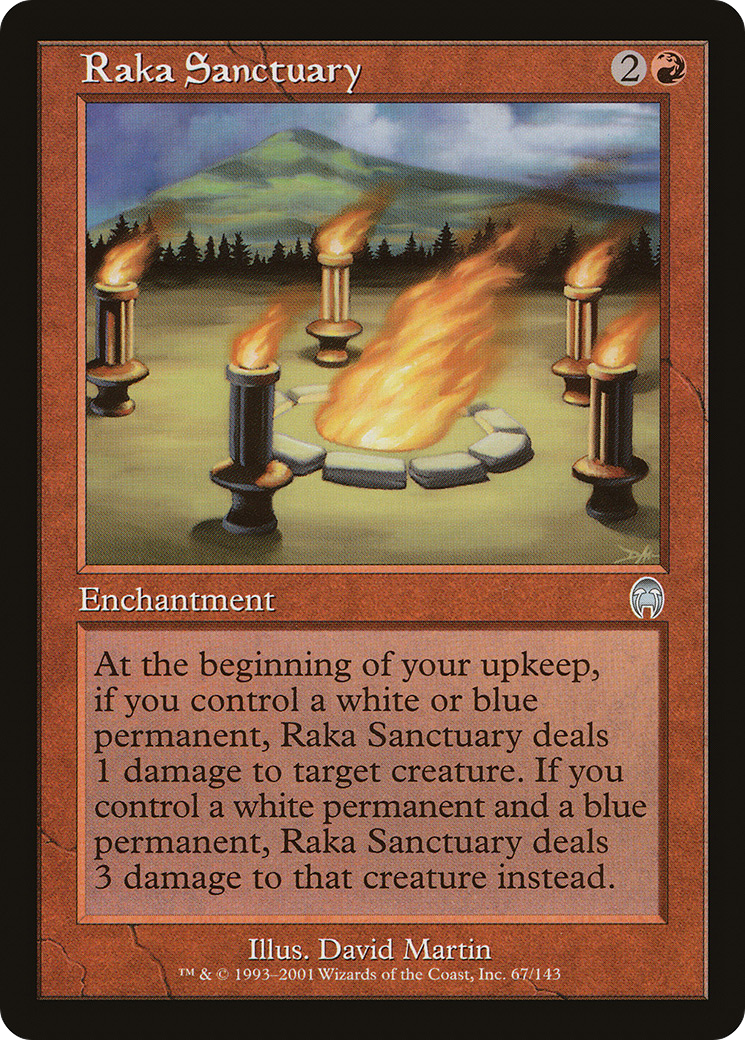 Raka Sanctuary 2
DM
Enchantment
At the beginning of your upkeep,
if you control a white or blue
permanent, Raka Sanctuary deals
1 damage to target creature. If you
control a white permanent and a blue
permanent, Raka Sanctuary deals
3 damage to that creature instead.
Illus. David Martin
™ & © 1993–2001 Wizards of the Coast, Inc. 67/143